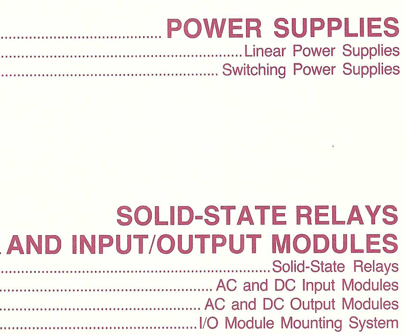 POWER SUPPLIES
Linear Power Supplies
Switching Power Supplies
SOLID-STATE RELAYS
AND INPUT/OUTPUT MODULES
Solid-State Relays
AC and DC Input Modules
AC and DC Output Modules
I/O Module Mounting System